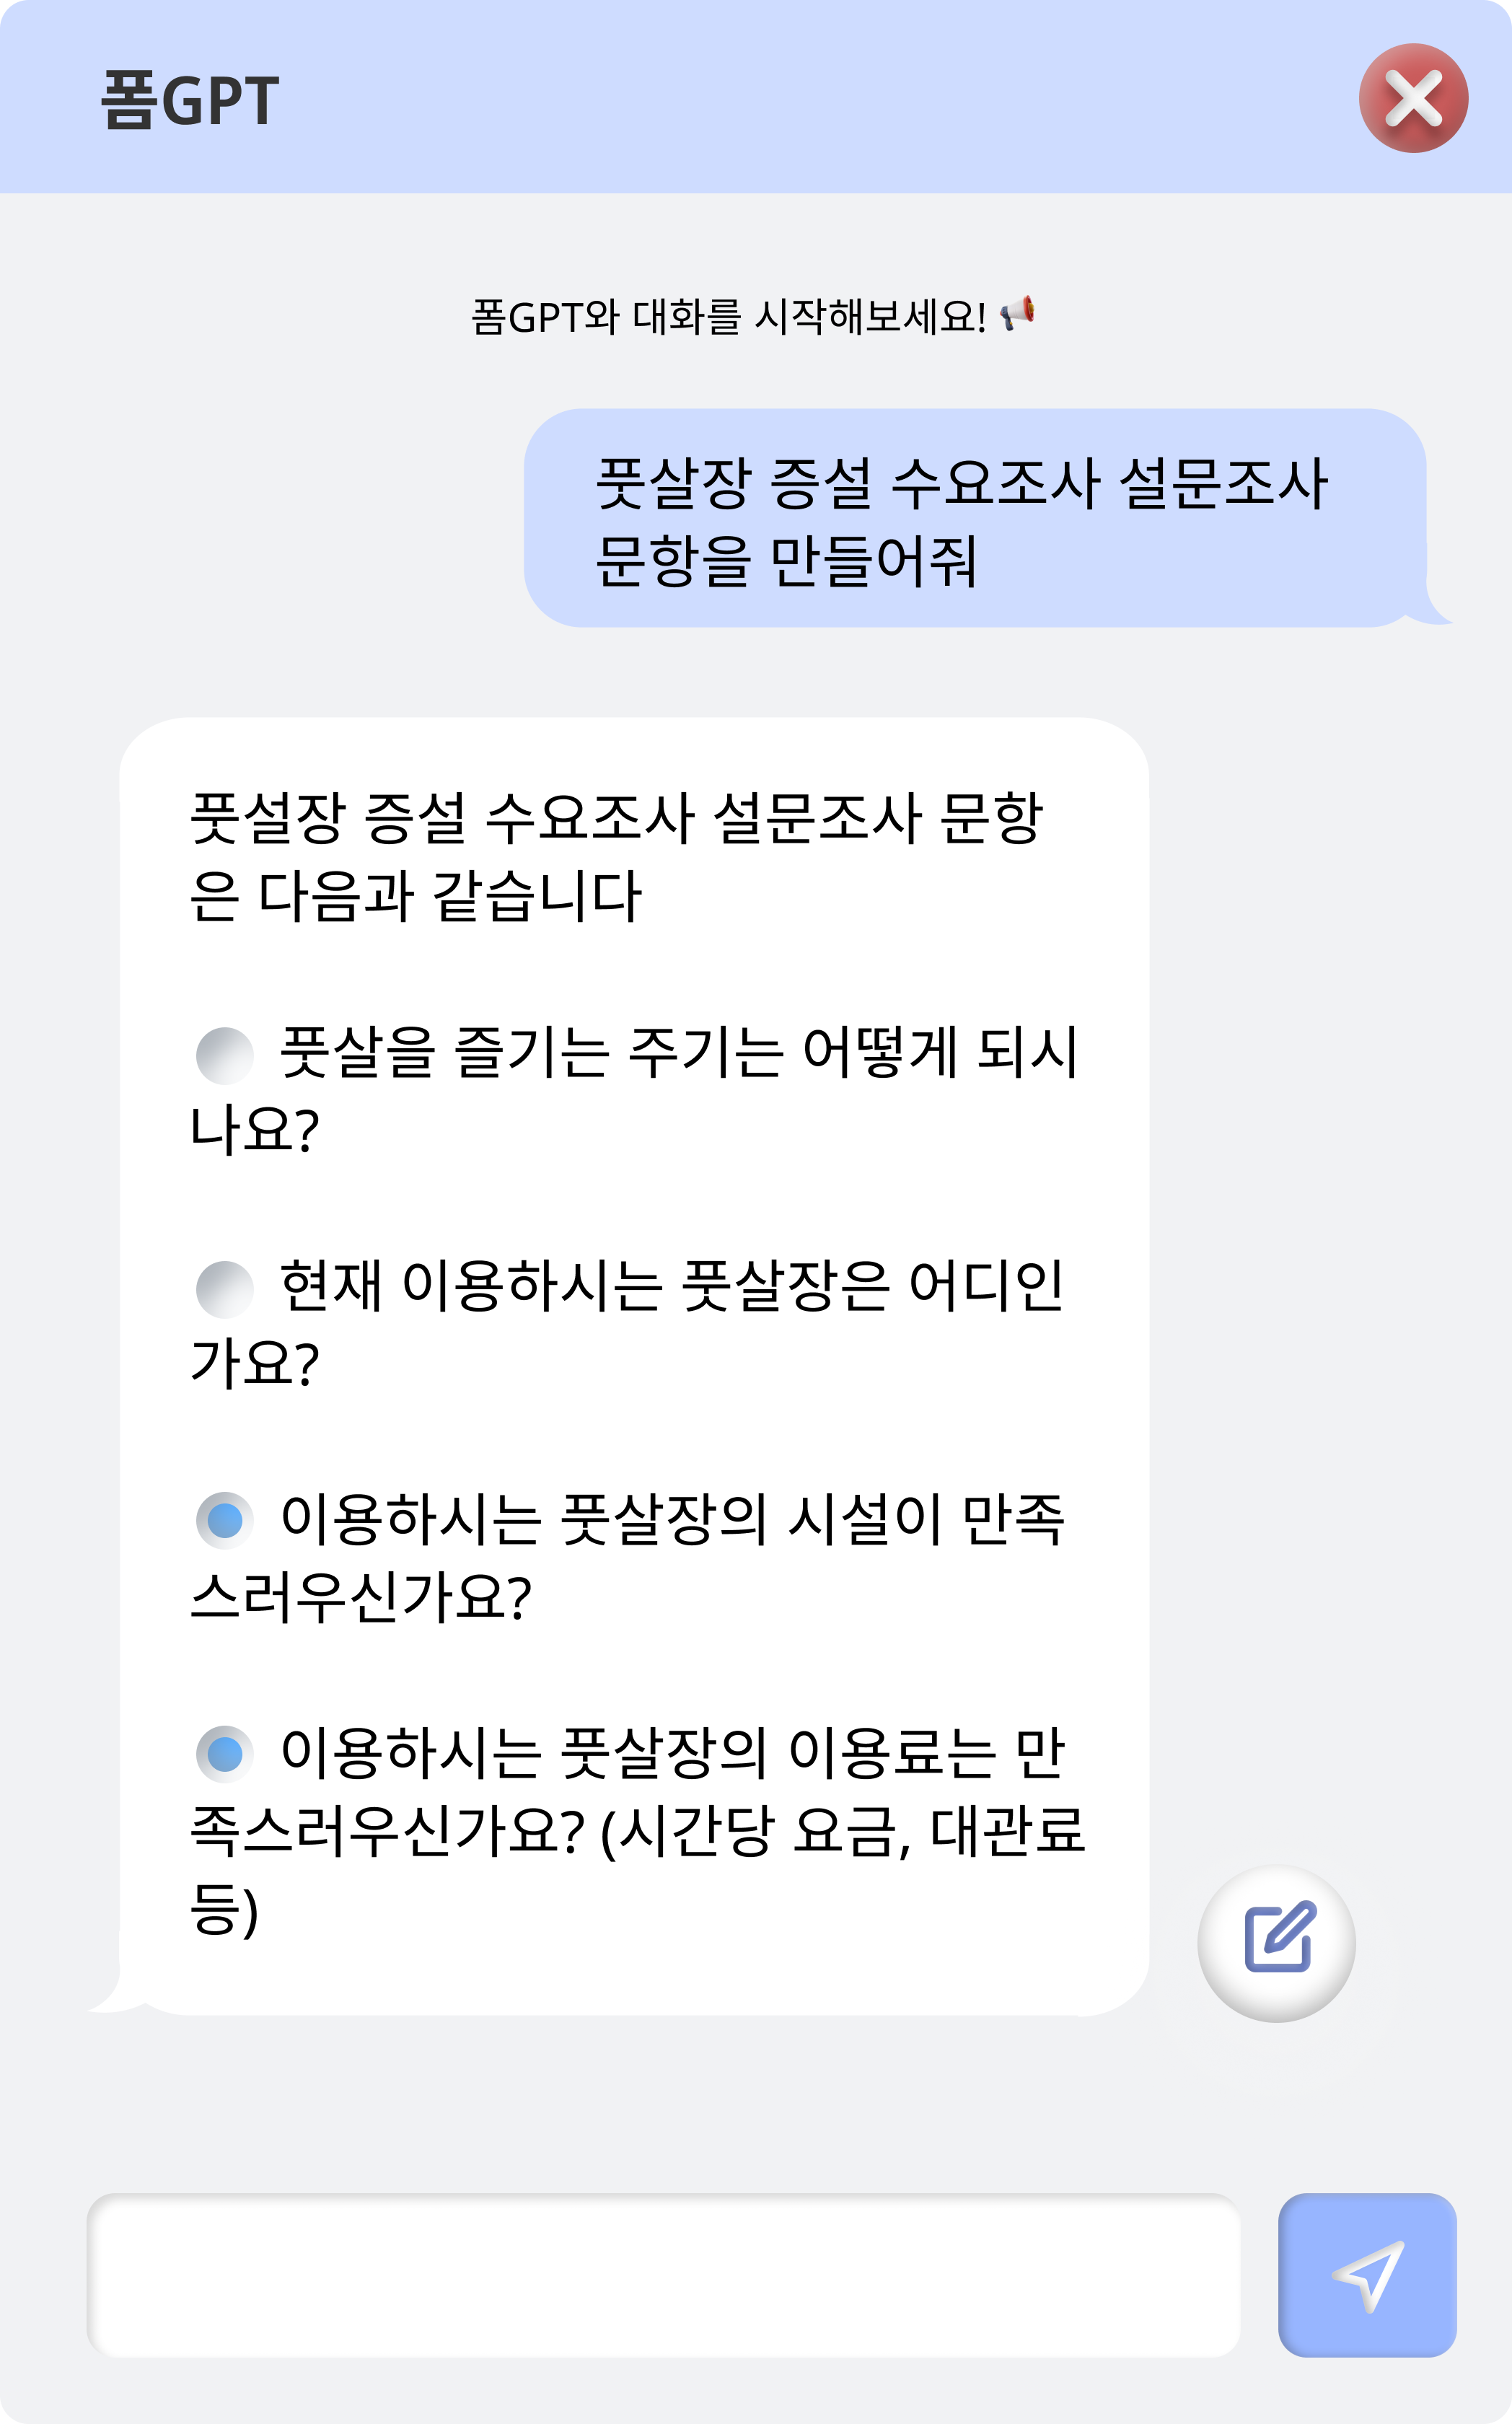 폼GPT
폼GPT와 대화를 시작해보세요!
풋살장 증설 수요조사 설문조사
문항을 만들어줘
풋설장 증설 수요조사 설문조사 문항
은 다음과 같습니다
풋살을 즐기는 주기는 어떻게 되시
나요?
현재 이용하시는 풋살장은 어디인
가요?
이용하시는 풋살장의 시설이 만족
스러우신가요?
이용하시는 풋살장의 이용료는 만
족스러우신가요? (시간당 요금, 대관료
등)